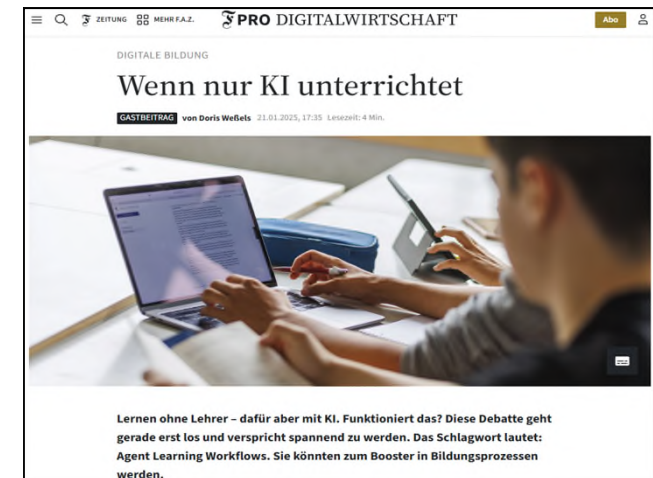 ZEITUNG MEHR F.A.Z. PRO DIGITALWIRTSCHAFT Abo
DIGITALE BILDUNG
Wenn nur KI unterrichtet
GASTBEITRAG von Doris Weßels 21.01.2025, 17:35 Lesezeit: 4 Min.
Lernen ohne Lehrer – dafür aber mit KI. Funktioniert das? Diese Debatte geht
gerade erst los und verspricht spannend zu werden. Das Schlagwort lautet:
Agent Learning Workflows. Sie könnten zum Booster in Bildungsprozessen
werden.